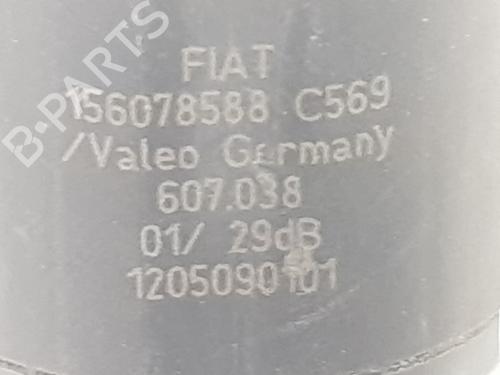 B-PARTS
FIAT
156078588 C569
/Valeo Germany
607.038
01/ 29dB
1205090101